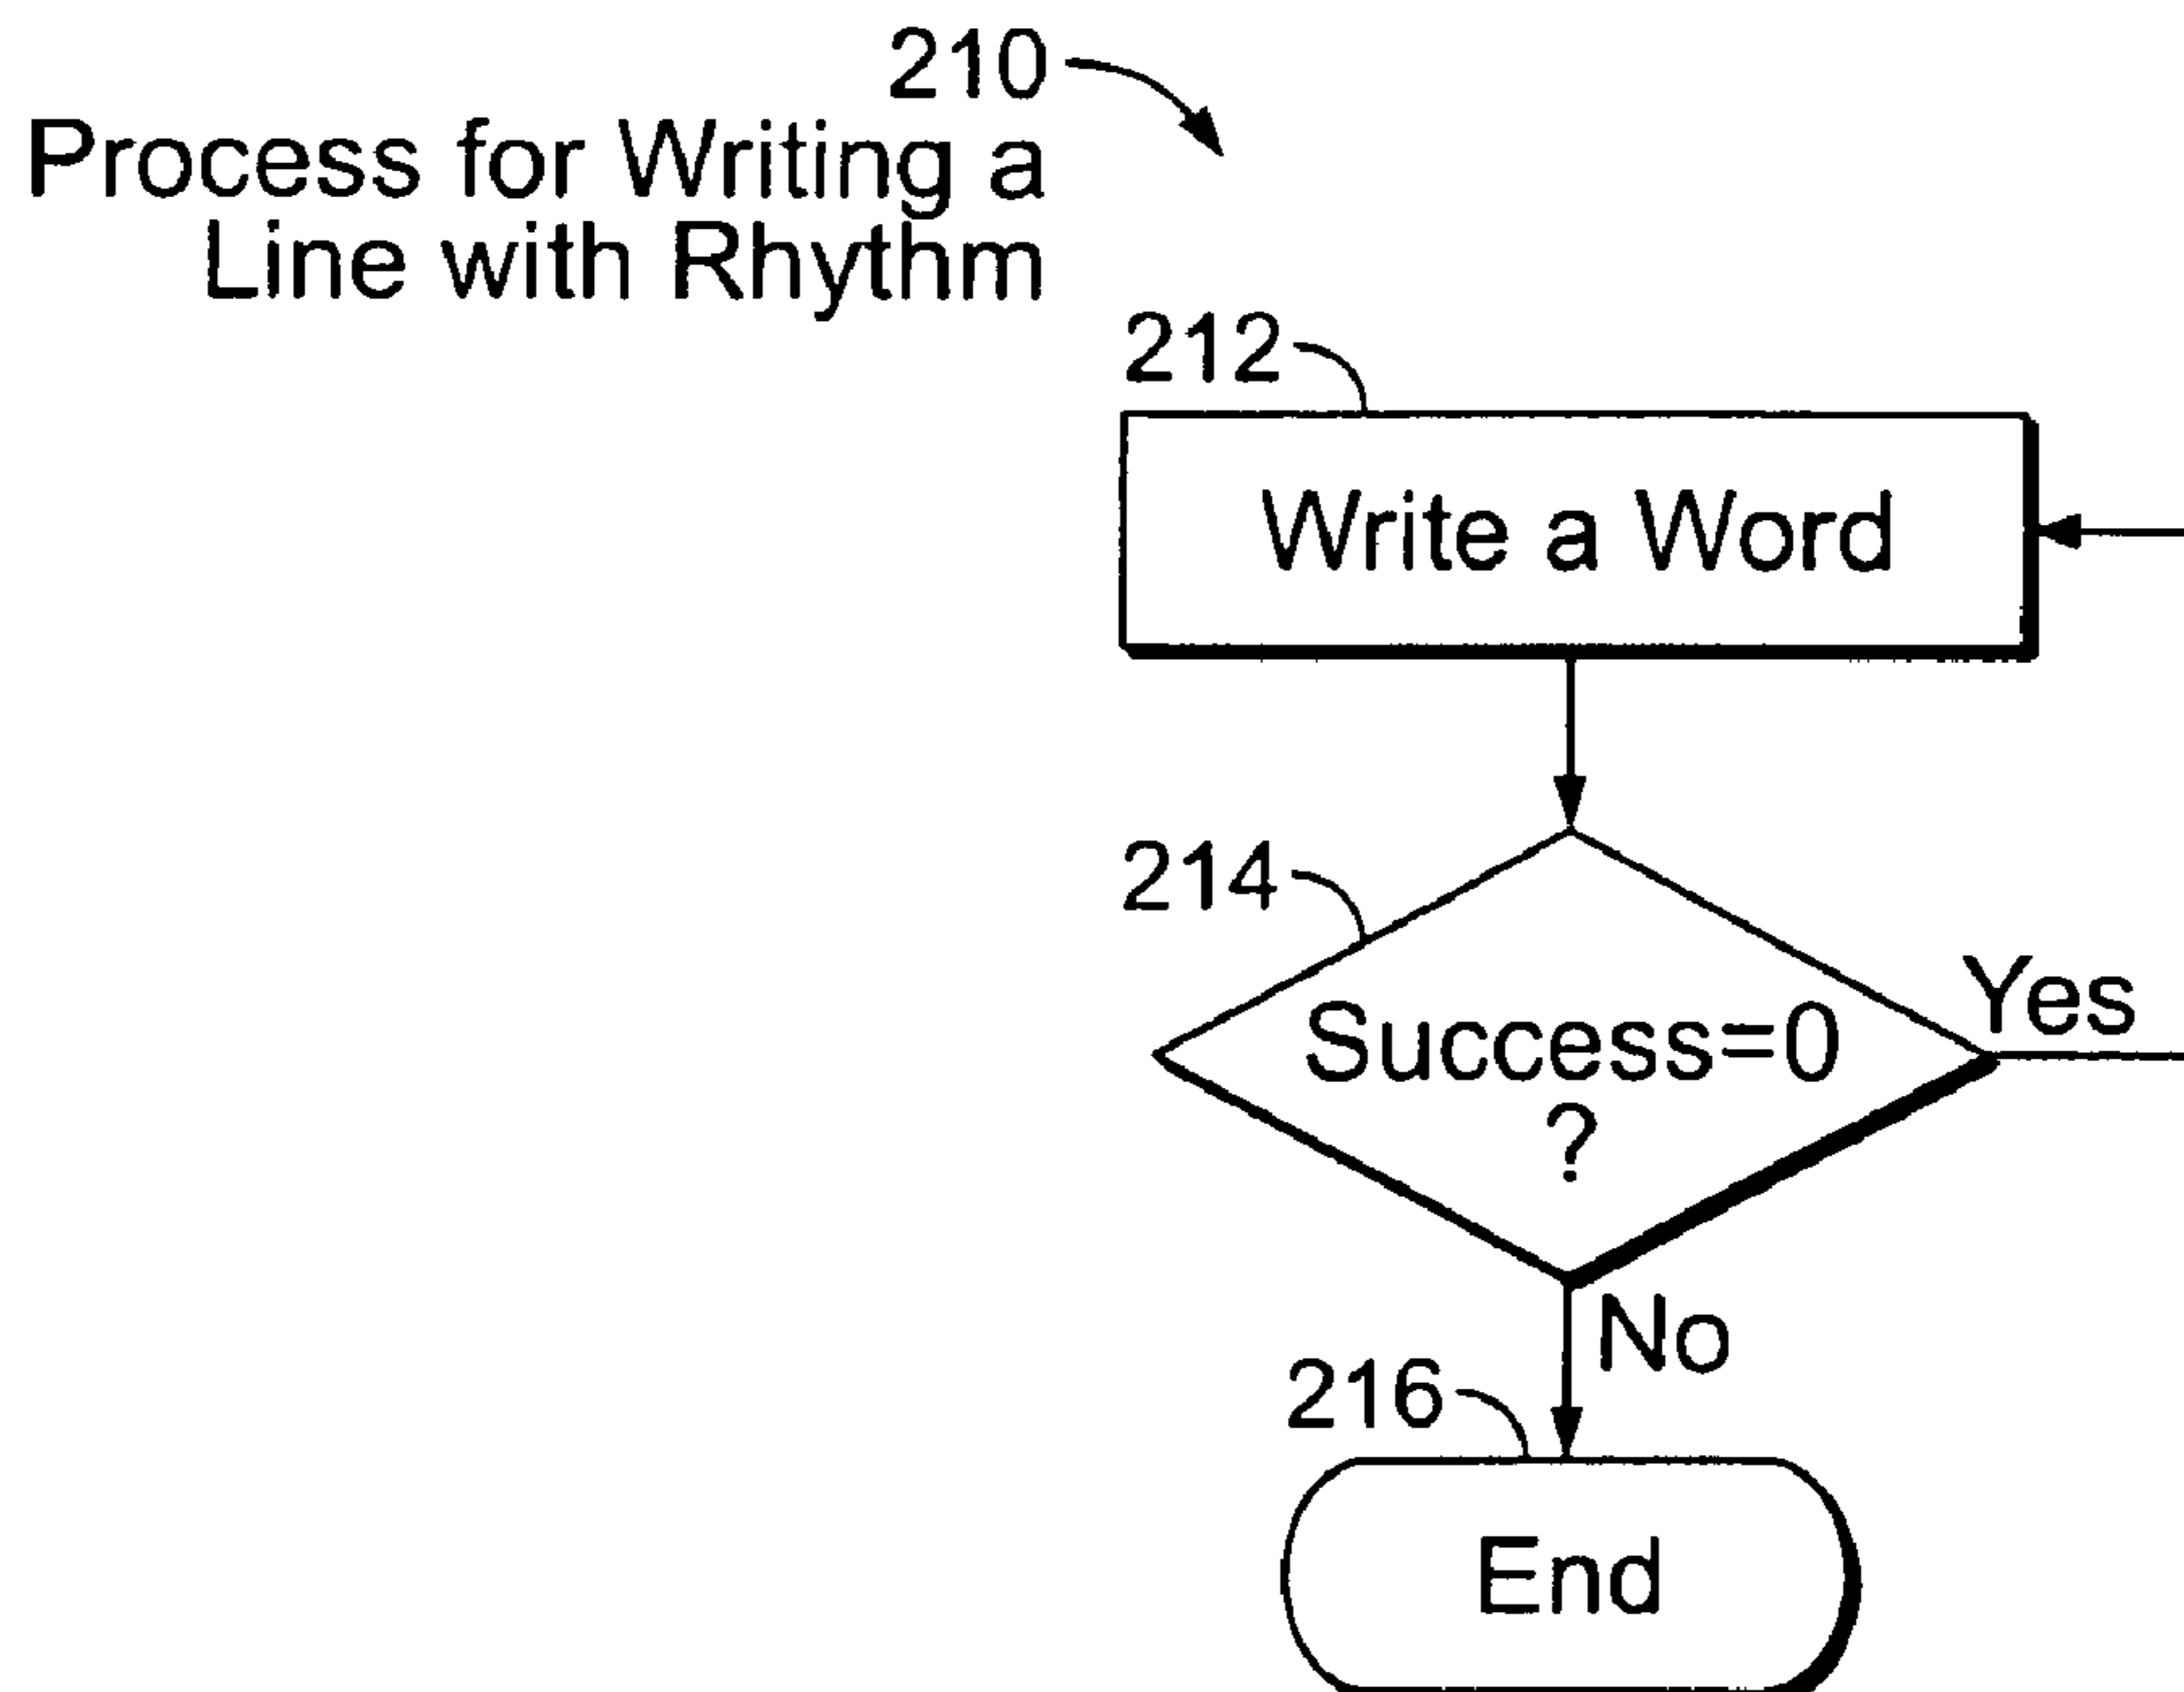 210
Process for Writing a
Line with Rhythm
212
Write a Word
214
Yes
Success=0
?
No
216
End